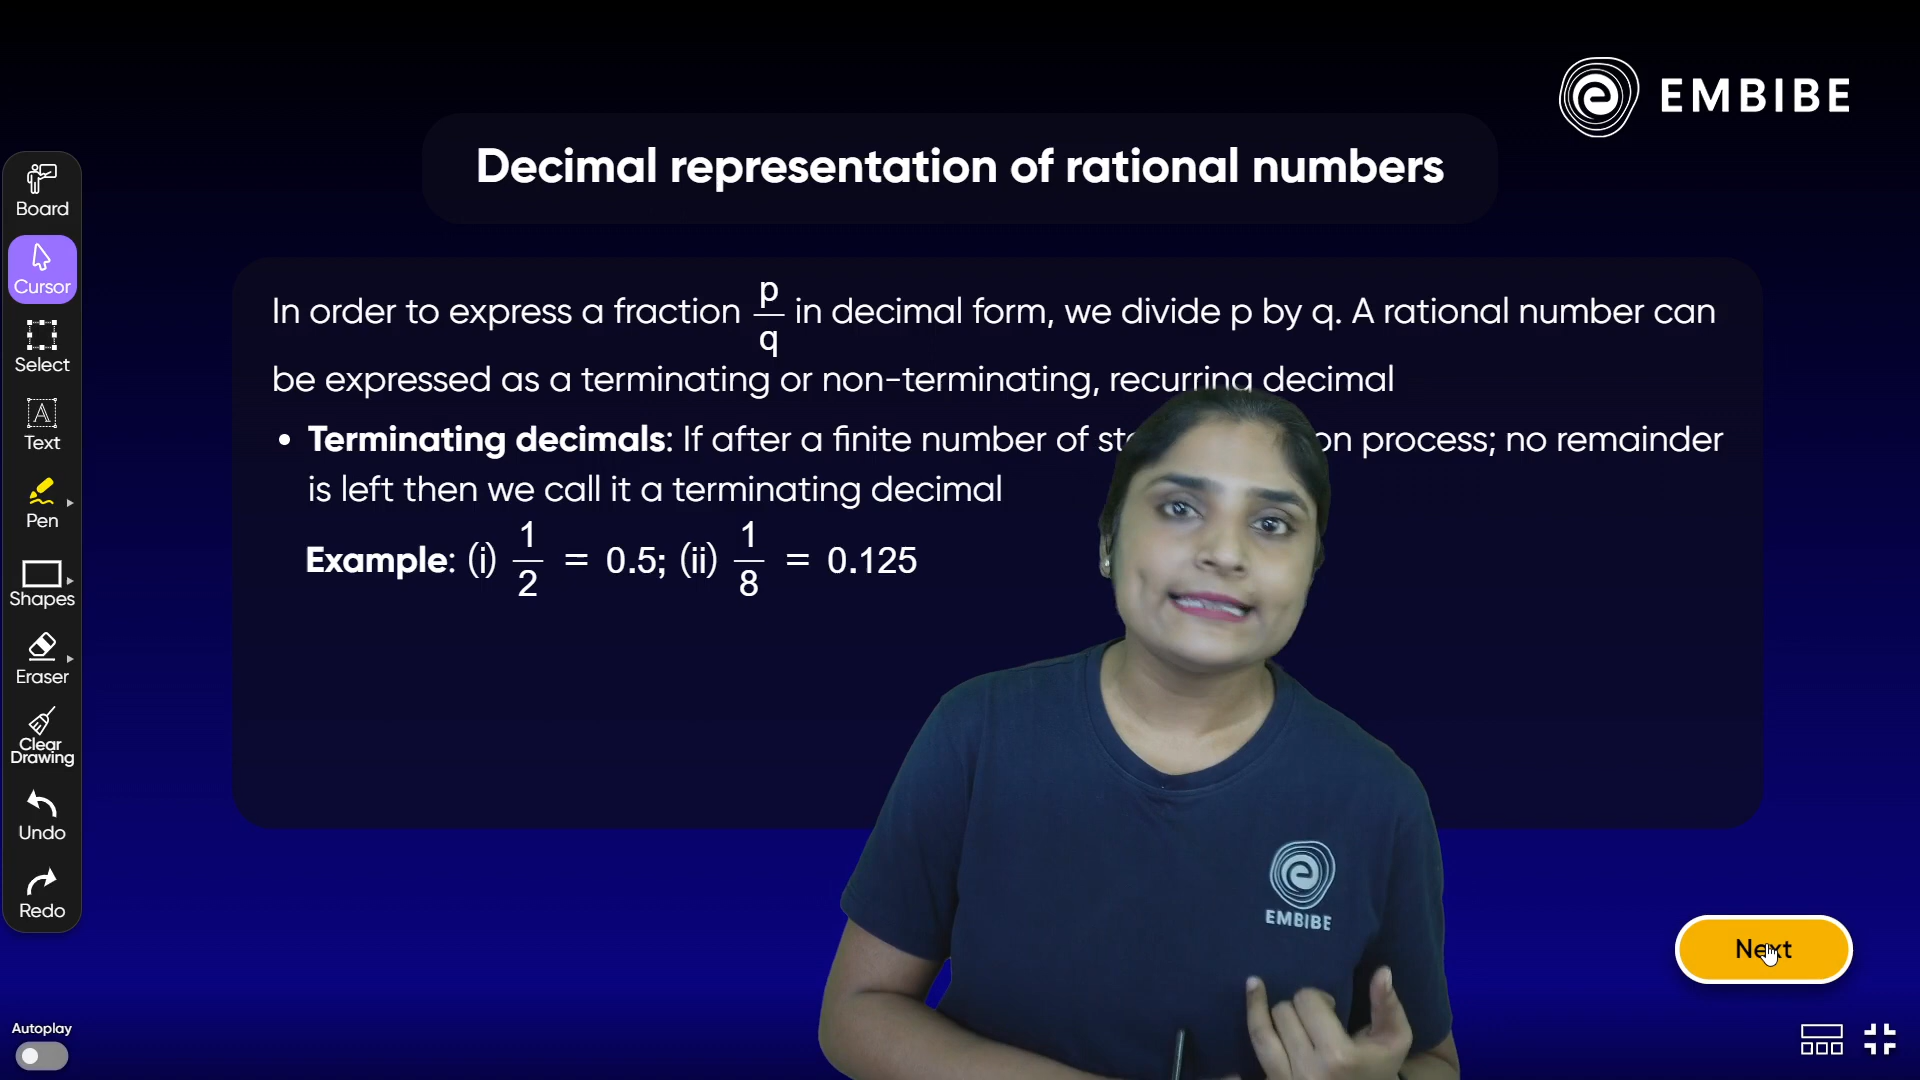 EMBIBE
Decimal representation of rational numbers
In order to express a fraction p/q in decimal form, we divide p by q. A rational number can
be expressed as a terminating or non-terminating, recurring decimal
• Terminating decimals: If after a finite number of process; no remainder
is left then we call it a terminating decimal
Example: (i) 1/2 = 0.5; (ii) 1/8 = 0.125
Board
Cursor
Select
Text
Pen
Shapes
Eraser
Clear
Drawing
Undo
Redo
Autoplay
EMBIBE
Next